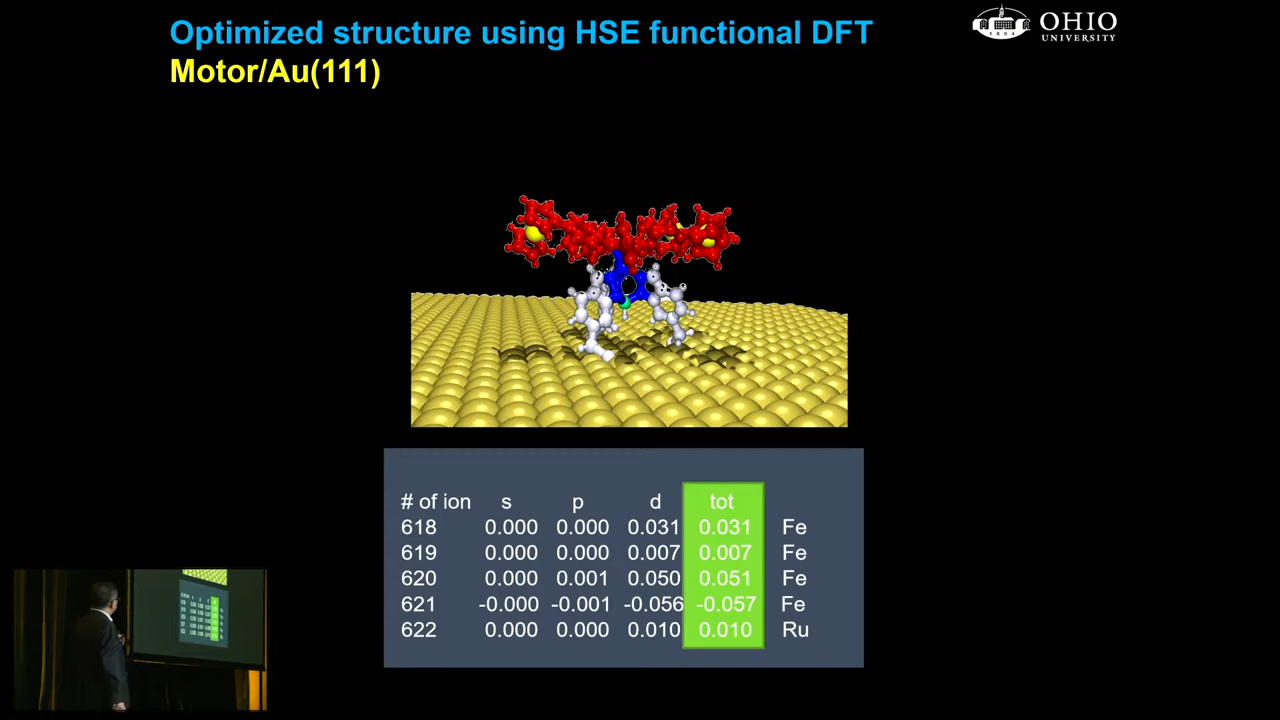 Optimized structure using HSE functional DFT
Motor/Au(111)
OHIO
UNIVERSITY
1804
# of ion s p d tot
618 0.000 0.000 0.031 0.031 Fe
619 0.000 0.000 0.007 0.007 Fe
620 0.000 0.001 0.050 0.051 Fe
621 -0.000 -0.001 -0.056 -0.057 Fe
622 0.000 0.000 0.010 0.010 Ru